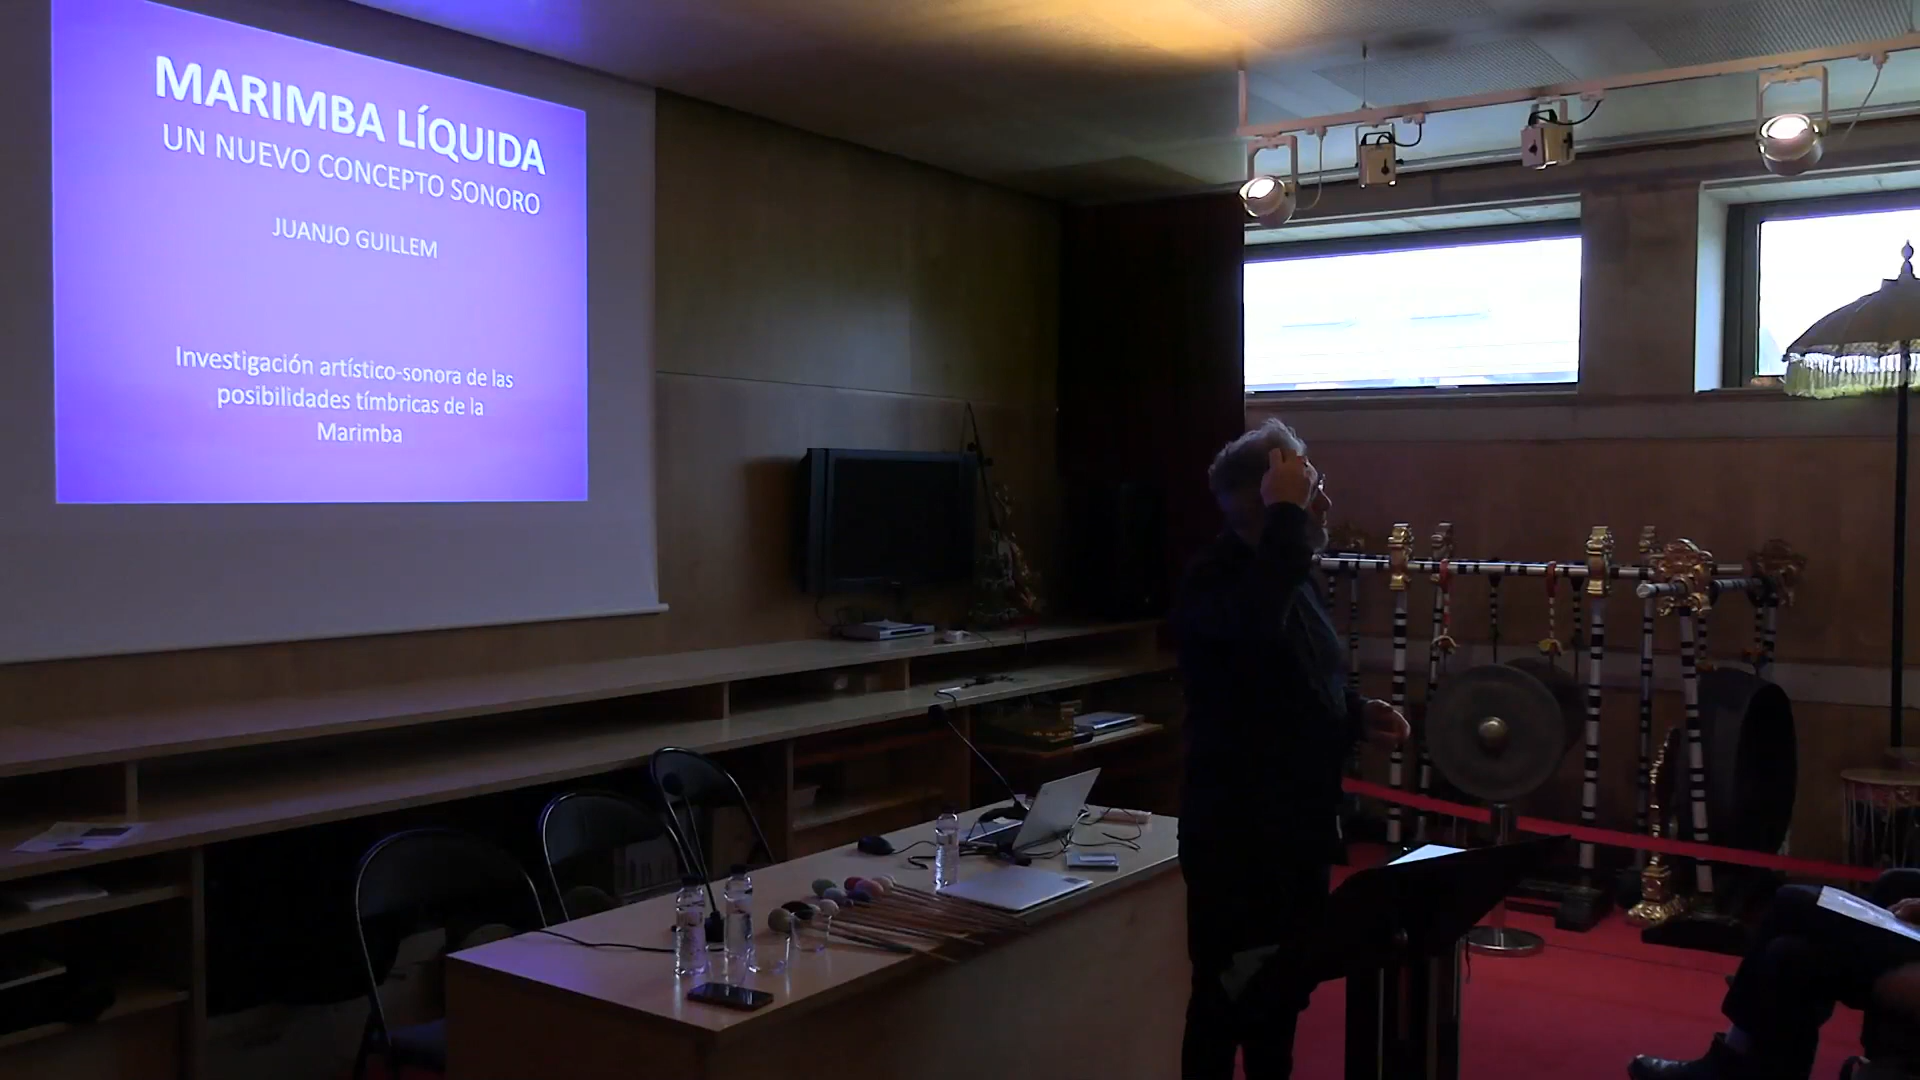 MARIMBA LÍQUIDA
UN NUEVO CONCEPTO SONORO
JUANJO GUILLEM
Investigación artístico-sonora de las
posibilidades tímbricas de la
Marimba